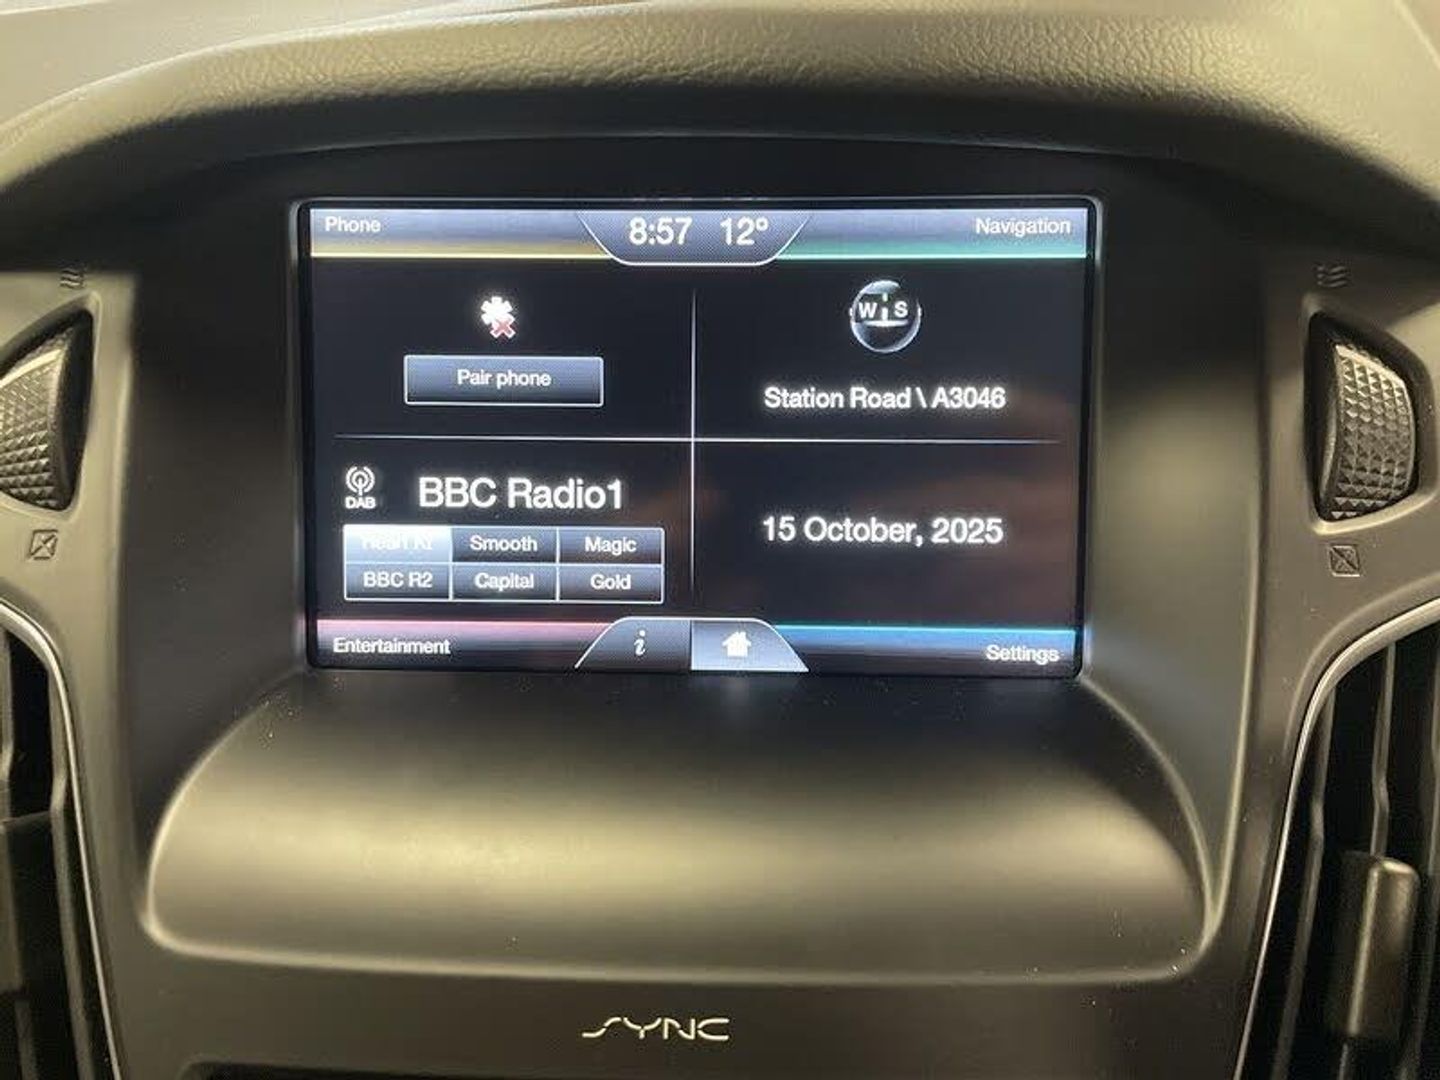 Phone
8:57 12°
Navigation
W S
Pair phone
Station Road \ A3046
DAB
BBC Radio1
Smooth
Magic
BBC R2
Capital
Gold
15 October, 2025
Entertainment
i
Settings
SYNC